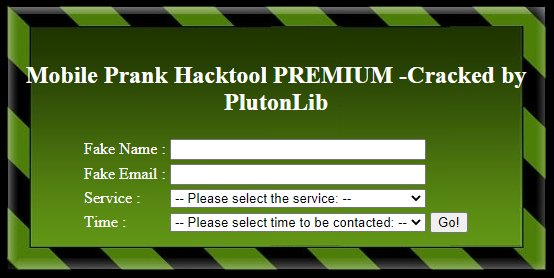 Mobile Prank Hacktool PREMIUM -Cracked by
PlutonLib
Fake Name :
Fake Email :
Service : -- Please select the service: --
Time : -- Please select time to be contacted: -- Go!